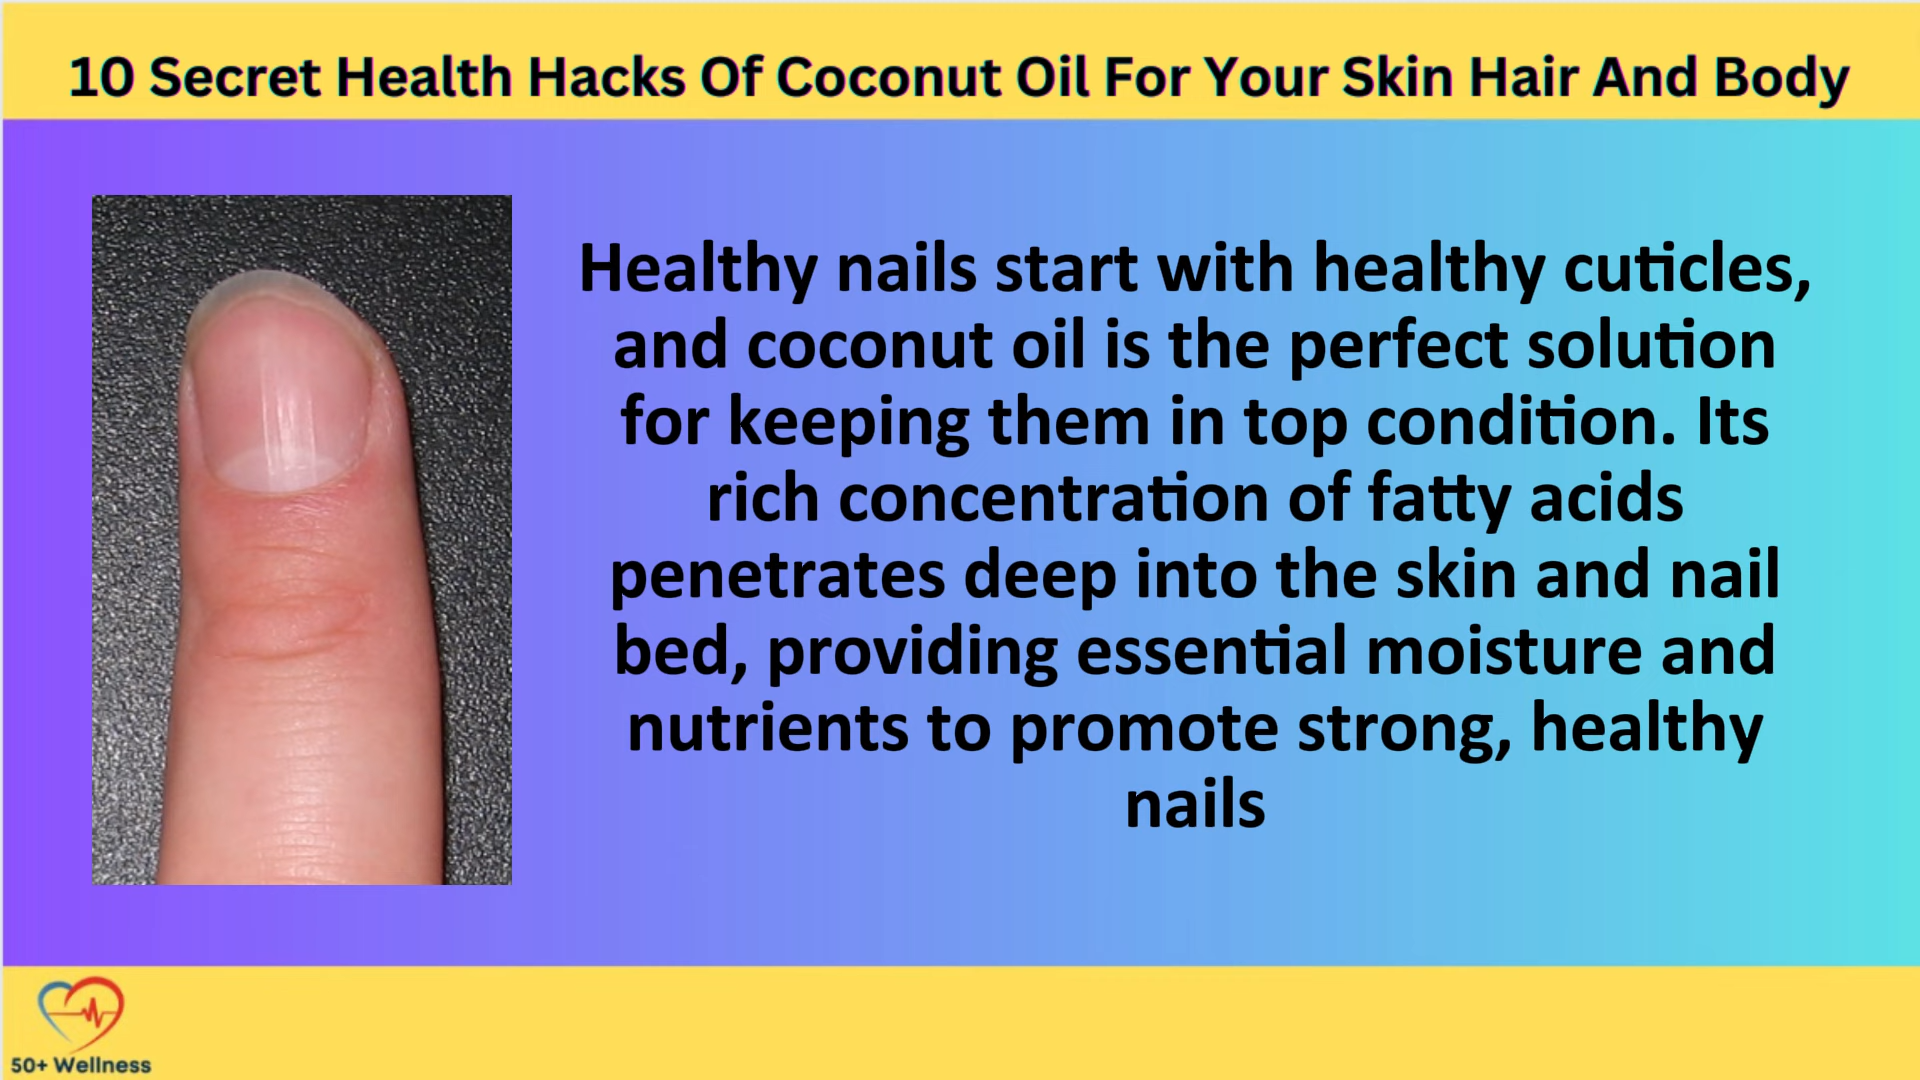 10 Secret Health Hacks Of Coconut Oil For Your Skin Hair And Body
Healthy nails start with healthy cuticles,
and coconut oil is the perfect solution
for keeping them in top condition. Its
rich concentration of fatty acids
penetrates deep into the skin and nail
bed, providing essential moisture and
nutrients to promote strong, healthy
nails
50+ Wellness